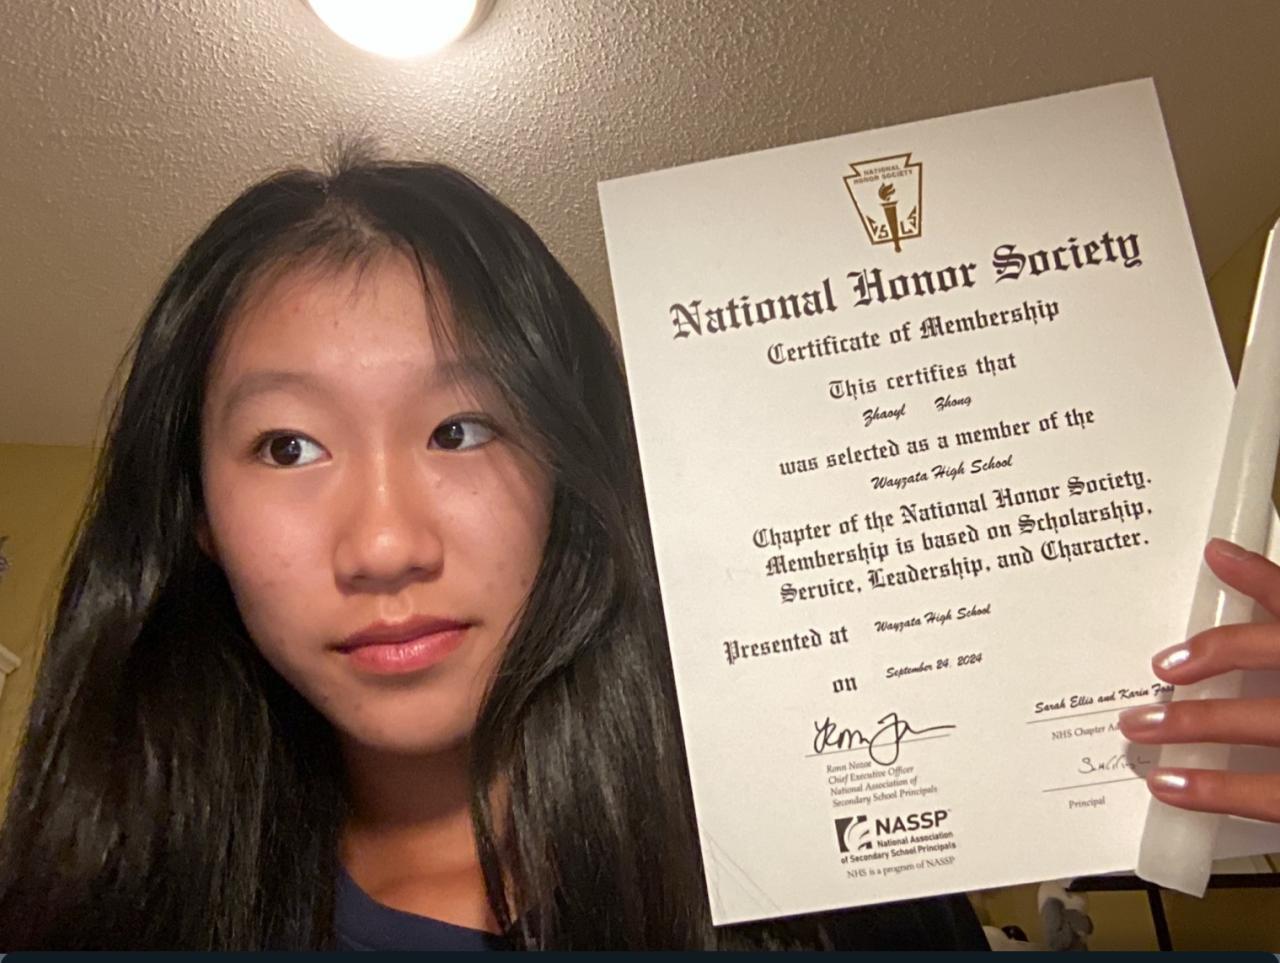 NATIONAL
HONOR SOCIETY
S L S
National Honor Society
Certificate of Membership
This certifies that
Zhaoyl Zhong
was selected as a member of the
Wayzata High School
Chapter of the National Honor Society.
Membership is based on Scholarship,
Service, Leadership, and Character.
Presented at Wayzata High School
on September 24, 2024
Ronn Nozoe
Chief Executive Officer
National Association of
Secondary School Principals
NASSP
National Association
of Secondary School Principals
NHS is a program of NASSP
Sarah Ellis and Karin
NHS Chapter
Principal